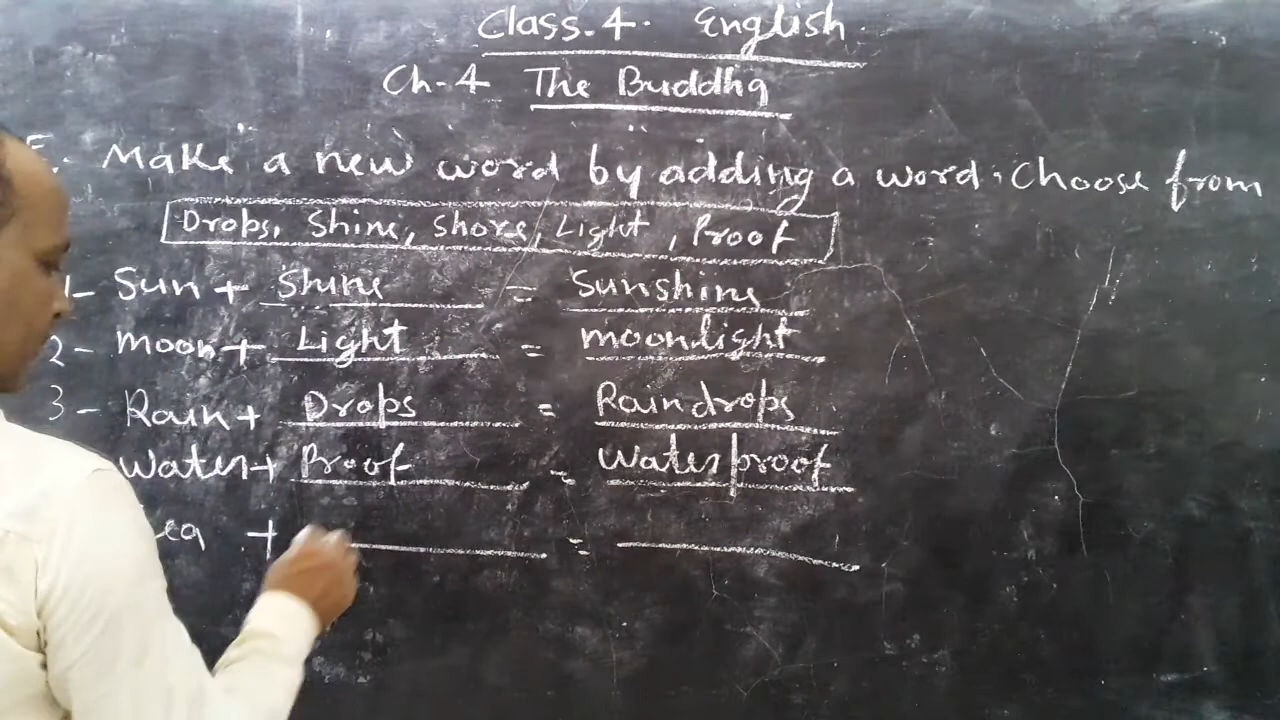 Class-4. English.
Ch-4 The Buddha
E. Make a new word by adding a word. Choose from
Drops, Shine, Shore, Light, Proof
1- Sun + Shine = Sunshine
2- Moon + Light = moonlight
3- Rain + Drops = Raindrops
Water + Proof = Waterproof
ea + =